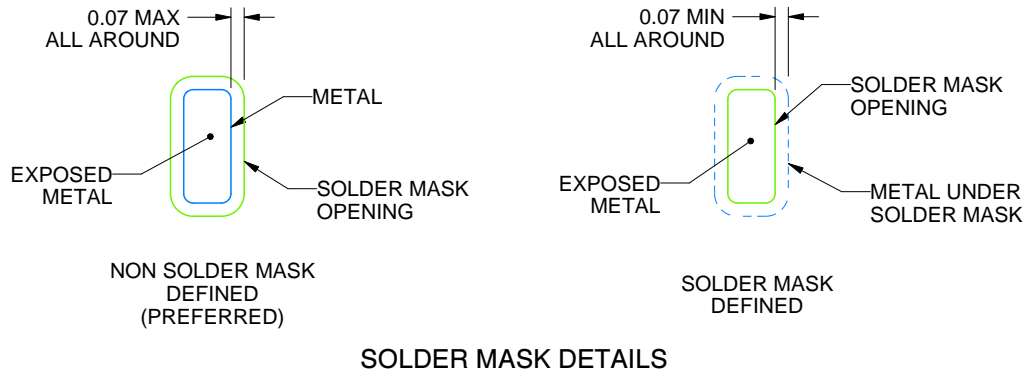 0.07 MAX
ALL AROUND
METAL
EXPOSED
METAL
SOLDER MASK
OPENING
NON SOLDER MASK
DEFINED
(PREFERRED)
0.07 MIN
ALL AROUND
SOLDER MASK
OPENING
EXPOSED
METAL
METAL UNDER
SOLDER MASK
SOLDER MASK
DEFINED
SOLDER MASK DETAILS